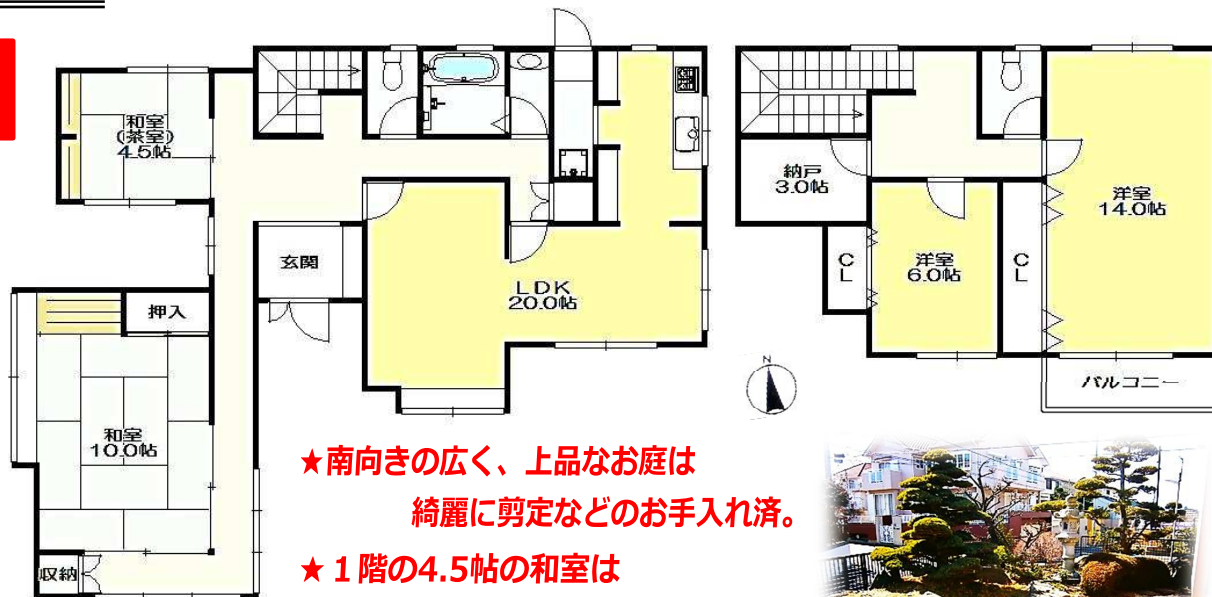 和室
(茶室)
4.5帖
納戸
3.0帖
洋室
14.0帖
玄関
LDK
20.0帖
洋室
6.0帖
CL
CL
押入
和室
10.0帖
収納
バルコニー
N
★南向きの広く、上品なお庭は
綺麗に剪定などのお手入れ済。
★１階の4.5帖の和室は